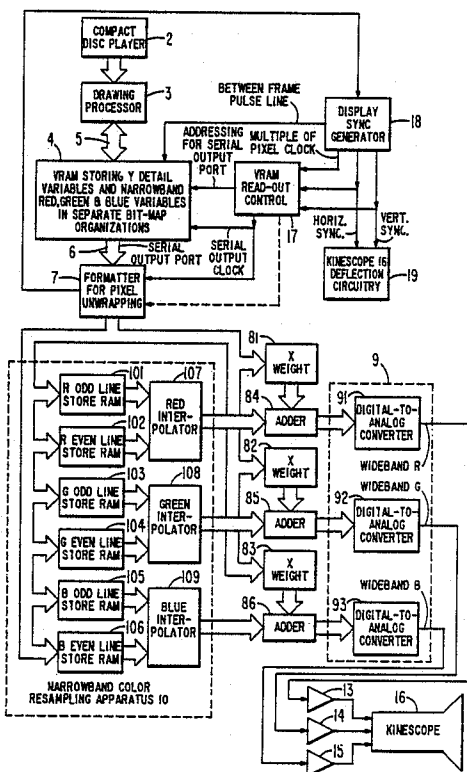 COMPACT
DISC PLAYER
2
DRAWING
PROCESSOR
3
BETWEEN FRAME
PULSE LINE
DISPLAY
SYNC
GENERATOR
18
4
5
ADDRESSING
FOR SERIAL
OUTPUT
PORT
MULTIPLE OF
PIXEL CLOCK
VRAM STORING Y DETAIL
VARIABLES AND NARROWBAND
RED, GREEN & BLUE VARIABLES
IN SEPARATE BIT-MAP
ORGANIZATIONS
VRAM
READ-OUT
CONTROL
17
HORIZ.
SYNC.
VERT.
SYNC.
6
SERIAL
OUTPUT PORT
SERIAL
OUTPUT
CLOCK
KINESCOPE 16
DEFLECTION
CIRCUITRY
19
7
FORMATTER
FOR PIXEL
UNWRAPPING
81
X
WEIGHT
9
101
R ODD LINE
STORE RAM
107
RED INTER-
POLATOR
84
ADDER
91
DIGITAL-TO-
ANALOG
CONVERTER
102
R EVEN LINE
STORE RAM
82
X
WEIGHT
WIDEBAND R
103
G ODD LINE
STORE RAM
108
GREEN
INTER-
POLATOR
85
ADDER
92
DIGITAL-TO-
ANALOG
CONVERTER
WIDEBAND G
104
G EVEN LINE
STORE RAM
83
X
WEIGHT
105
B ODD LINE
STORE RAM
109
BLUE INTER-
POLATOR
86
ADDER
93
DIGITAL-TO-
ANALOG
CONVERTER
WIDEBAND B
106
B EVEN LINE
STORE RAM
NARROWBAND COLOR
RESAMPLING APPARATUS 10
13
14
15
16
KINESCOPE